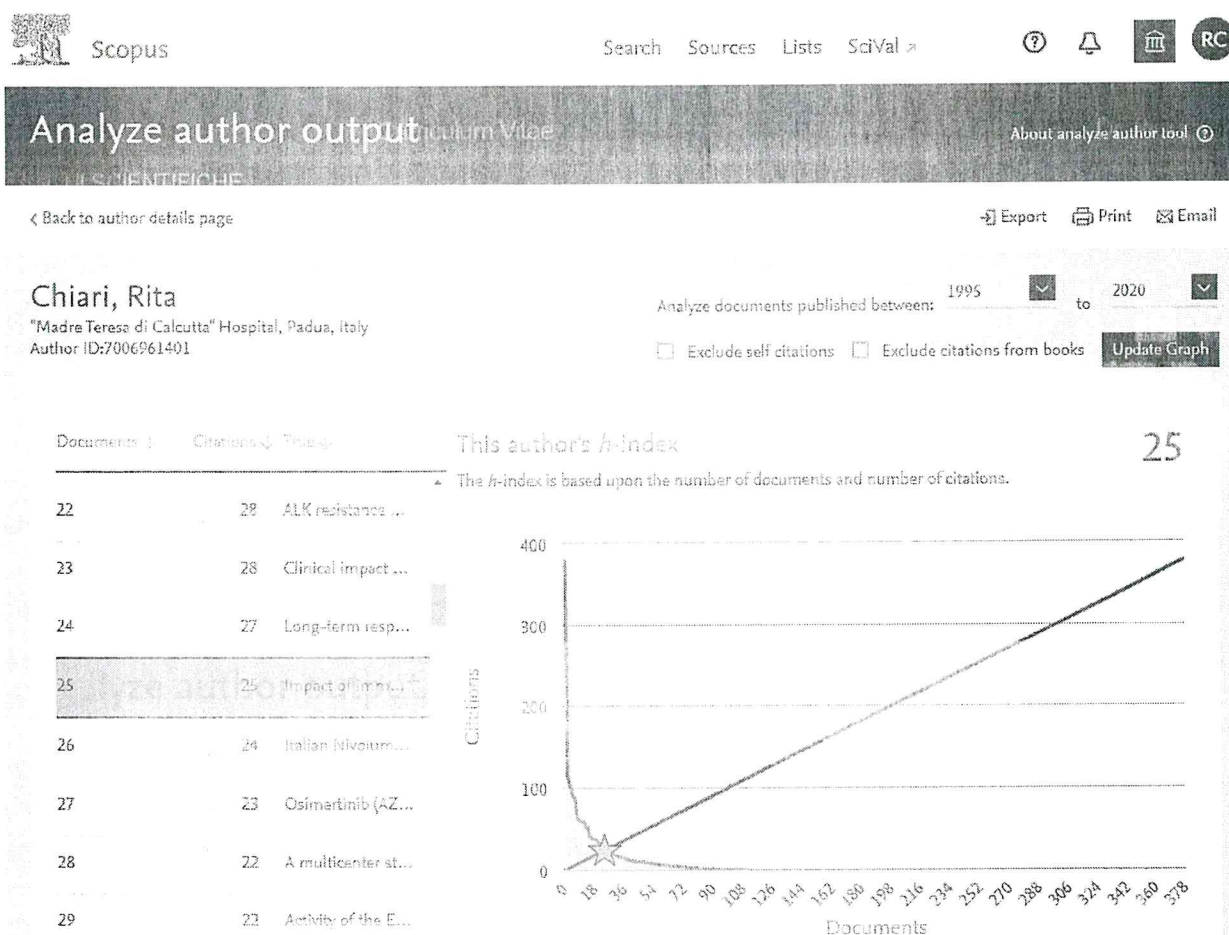 Scopus
Search Sources Lists SciVal
RC
Analyze author output
Curriculum Vitae
About analyze author tool
SCIENTIFICHE
Back to author details page
Export Print Email
Chiari, Rita
"Madre Teresa di Calcutta" Hospital, Padua, Italy
Author ID:7006961401
Analyze documents published between: 1995 to 2020
Exclude self citations Exclude citations from books Update Graph
Documents Citations Title
22 28 ALK resistance ...
23 28 Clinical impact ...
24 27 Long-term resp...
25 25 Impact of imm...
26 24 Italian Nivolum...
27 23 Osimertinib (AZ...
28 22 A multicenter st...
29 22 Activity of the E...
This author's h-index
25
The h-index is based upon the number of documents and number of citations.
400
300
200
100
0
Citations
0 18 36 54 72 90 108 126 144 162 180 198 216 234 252 270 288 306 324 342 360 378
Documents